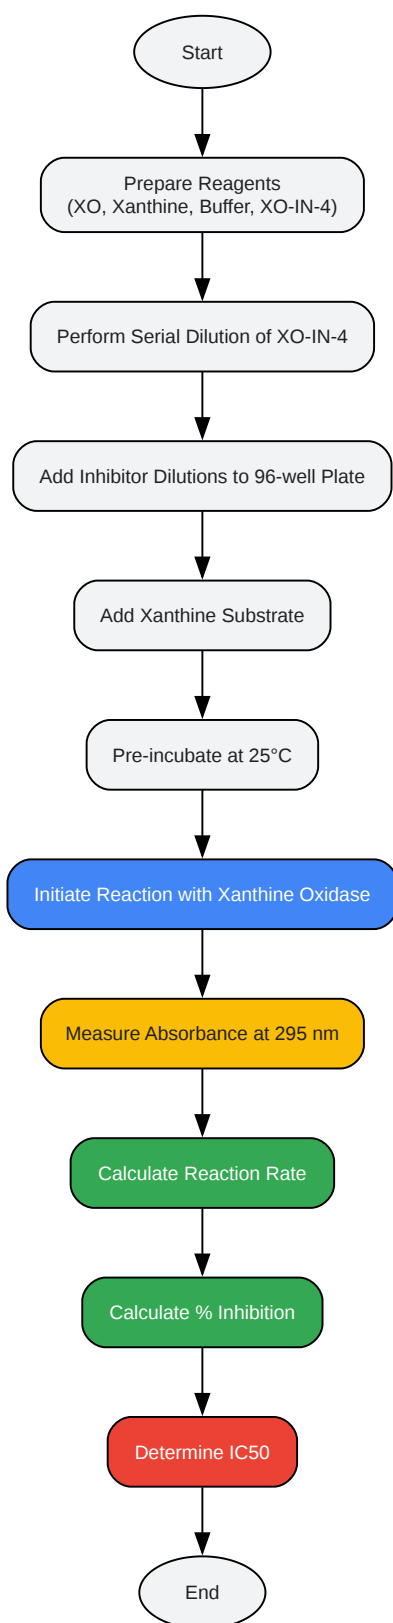 Start
Prepare Reagents
(XO, Xanthine, Buffer, XO-IN-4)
Perform Serial Dilution of XO-IN-4
Add Inhibitor Dilutions to 96-well Plate
Add Xanthine Substrate
Pre-incubate at 25°C
Initiate Reaction with Xanthine Oxidase
Measure Absorbance at 295 nm
Calculate Reaction Rate
Calculate % Inhibition
Determine IC50
End